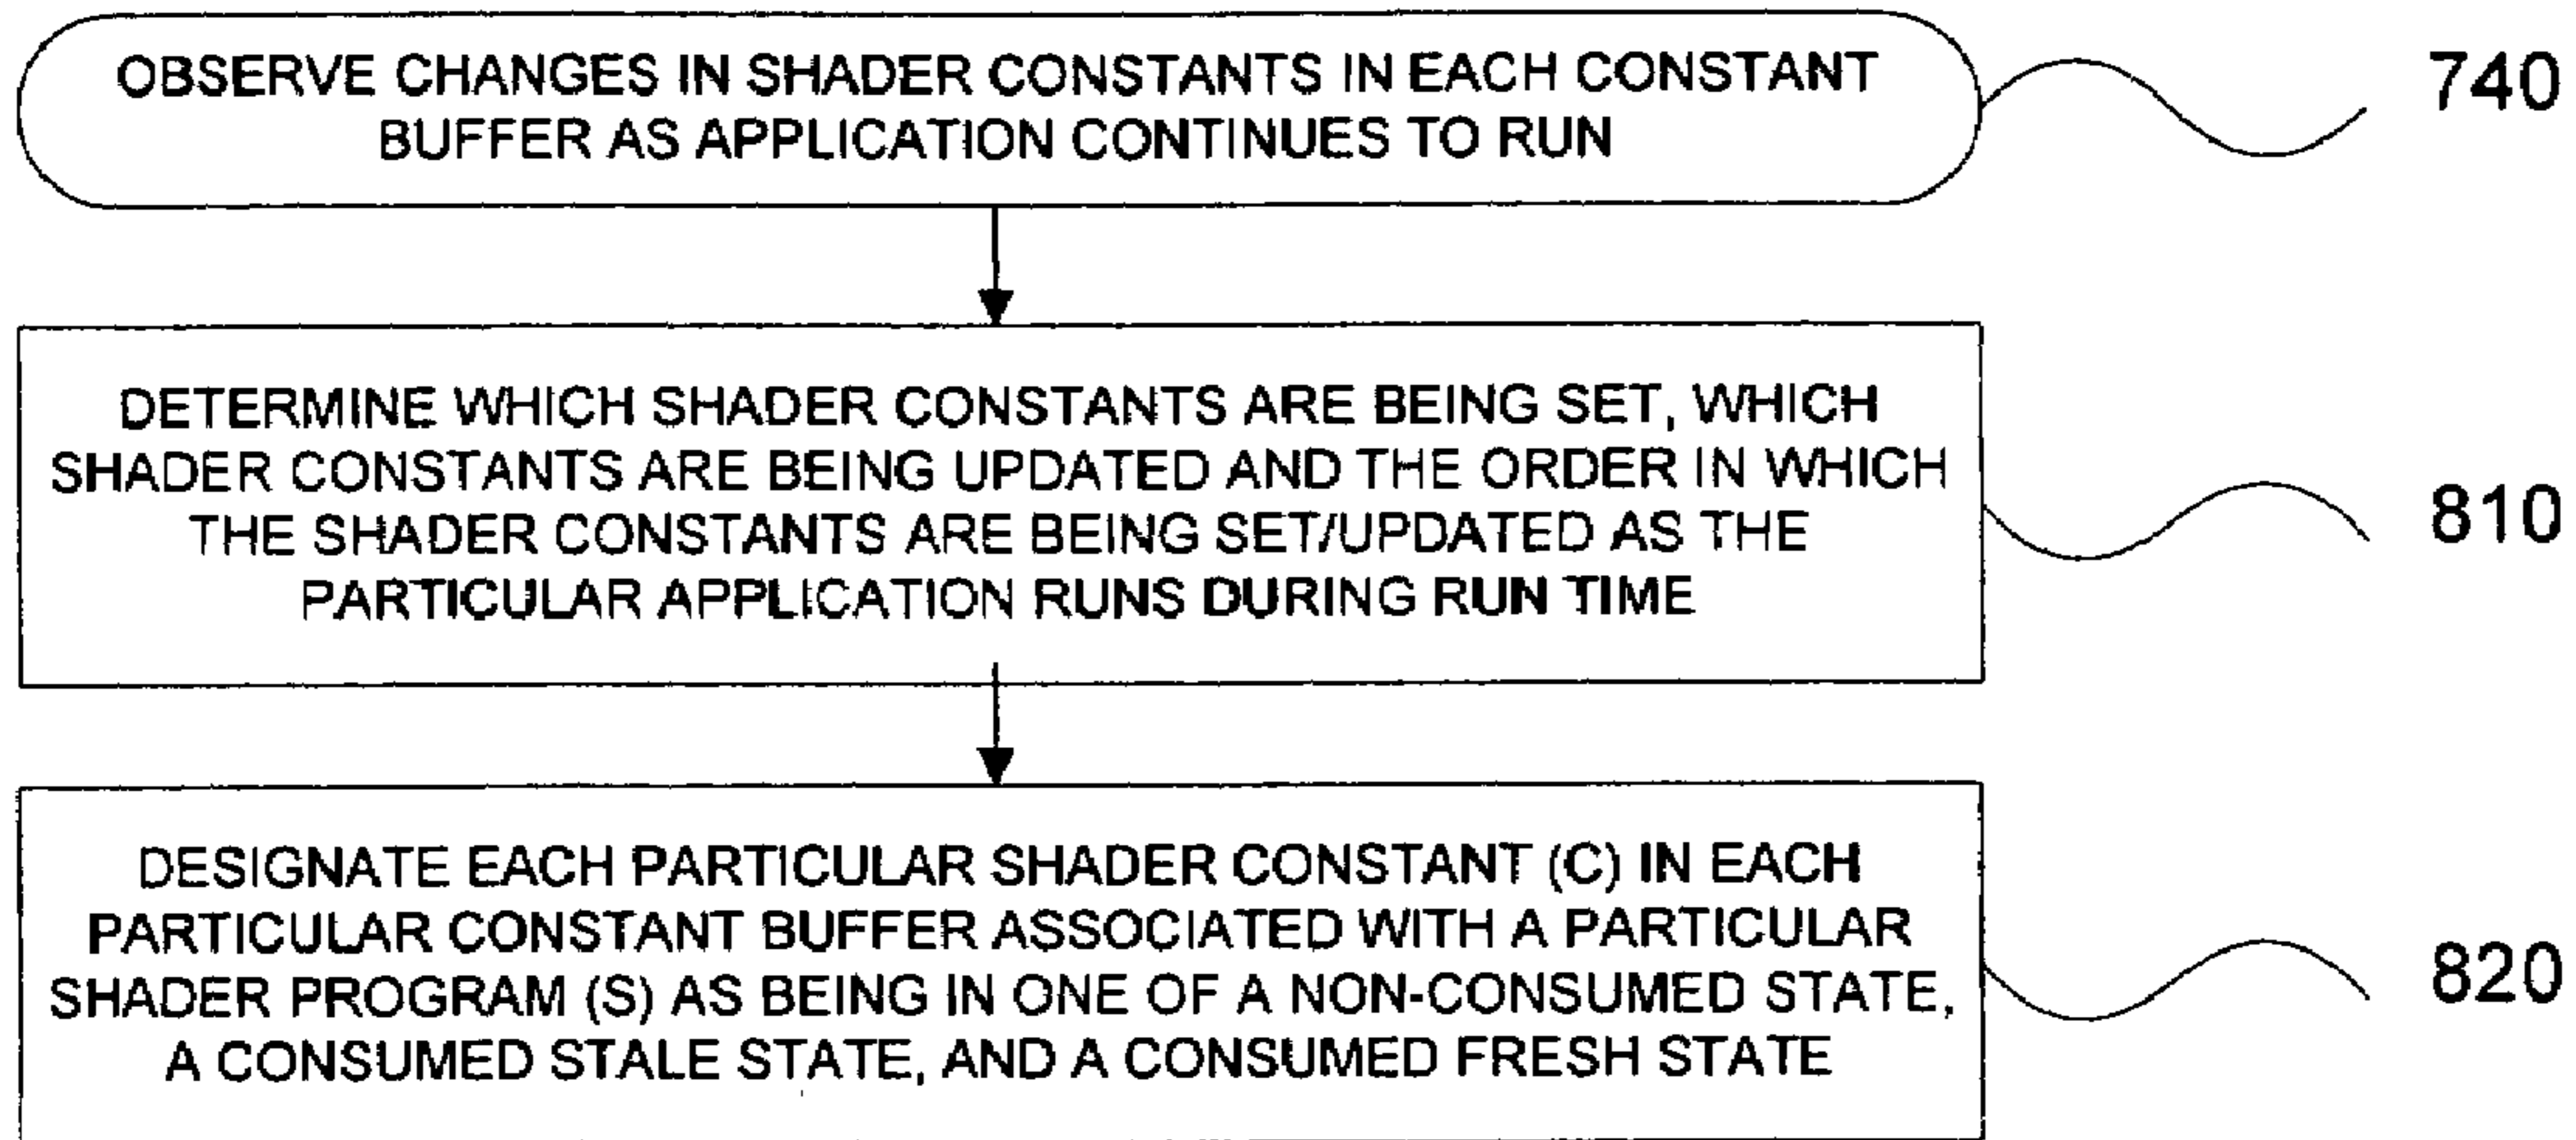 OBSERVE CHANGES IN SHADER CONSTANTS IN EACH CONSTANT
BUFFER AS APPLICATION CONTINUES TO RUN
740
DETERMINE WHICH SHADER CONSTANTS ARE BEING SET, WHICH
SHADER CONSTANTS ARE BEING UPDATED AND THE ORDER IN WHICH
THE SHADER CONSTANTS ARE BEING SET/UPDATED AS THE
PARTICULAR APPLICATION RUNS DURING RUN TIME
810
DESIGNATE EACH PARTICULAR SHADER CONSTANT (C) IN EACH
PARTICULAR CONSTANT BUFFER ASSOCIATED WITH A PARTICULAR
SHADER PROGRAM (S) AS BEING IN ONE OF A NON-CONSUMED STATE,
A CONSUMED STALE STATE, AND A CONSUMED FRESH STATE
820